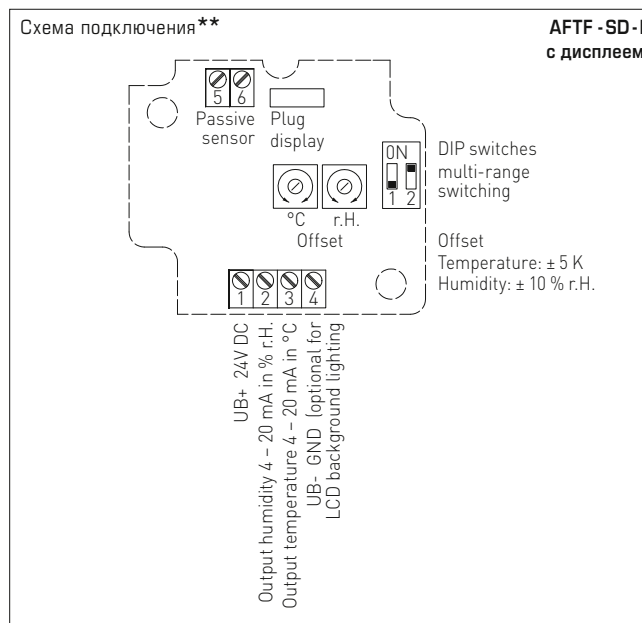 Схема подключения**
AFTF - SD - I
с дисплеем
5 6
Passive
sensor
Plug
display
ON
1 2
DIP switches
multi-range
switching
°C
r.H.
Offset
Offset
Temperature: ± 5 K
Humidity: ± 10 % r.H.
1 2 3 4
UB+ 24V DC
Output humidity 4 – 20 mA in % r.H.
Output temperature 4 – 20 mA in °C
UB- GND (optional for
LCD background lighting